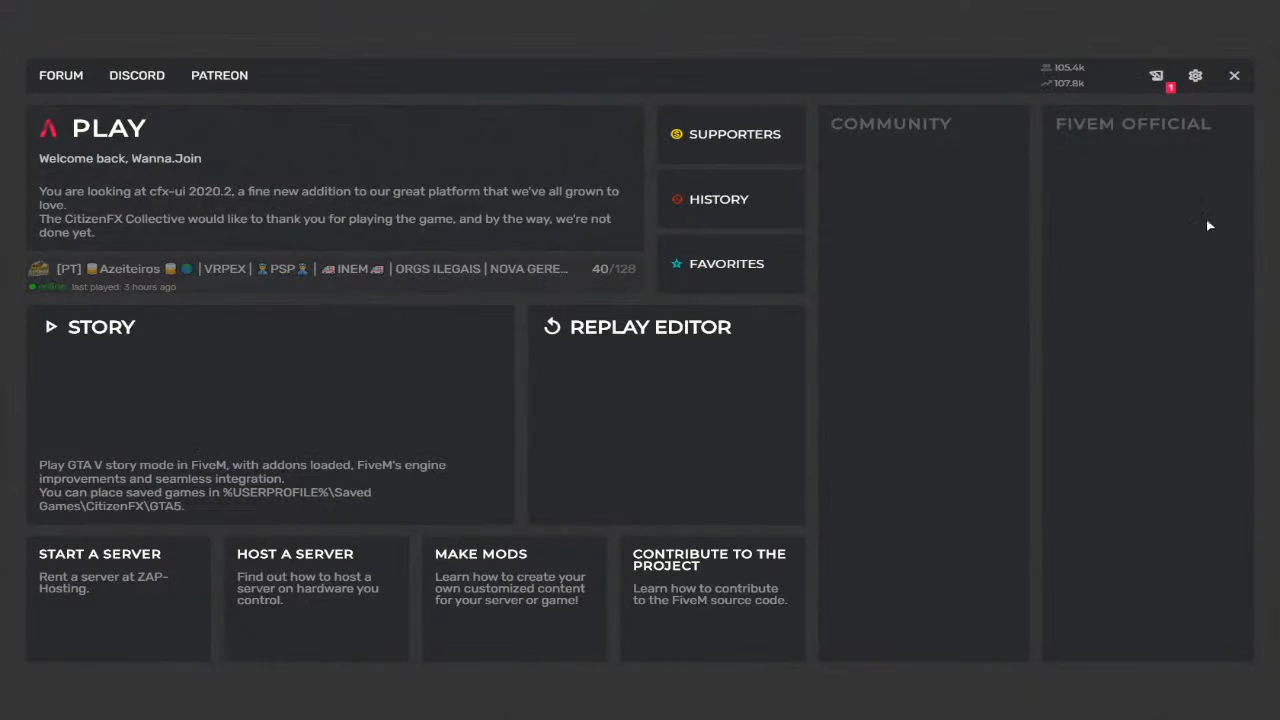 FORUM DISCORD PATREON
105.4k
107.8k
1
PLAY
Welcome back, Wanna.Join
You are looking at cfx-ui 2020.2, a fine new addition to our great platform that we've all grown to
love.
The CitizenFX Collective would like to thank you for playing the game, and by the way, we're not
done yet.
[PT] 🍺Azeiteiros 🍺 | VRPEX | 👮PSP👮 | 🚑INEM🚑 | ORGS ILEGAIS | NOVA GERE... 40/128
online last played: 3 hours ago
SUPPORTERS
HISTORY
FAVORITES
COMMUNITY
FIVEM OFFICIAL
STORY
Play GTA V story mode in FiveM, with addons loaded, FiveM's engine
improvements and seamless integration.
You can place saved games in %USERPROFILE%\Saved
Games\CitizenFX\GTA5.
REPLAY EDITOR
START A SERVER
Rent a server at ZAP-
Hosting.
HOST A SERVER
Find out how to host a
server on hardware you
control.
MAKE MODS
Learn how to create your
own customized content
for your server or game!
CONTRIBUTE TO THE
PROJECT
Learn how to contribute
to the FiveM source code.